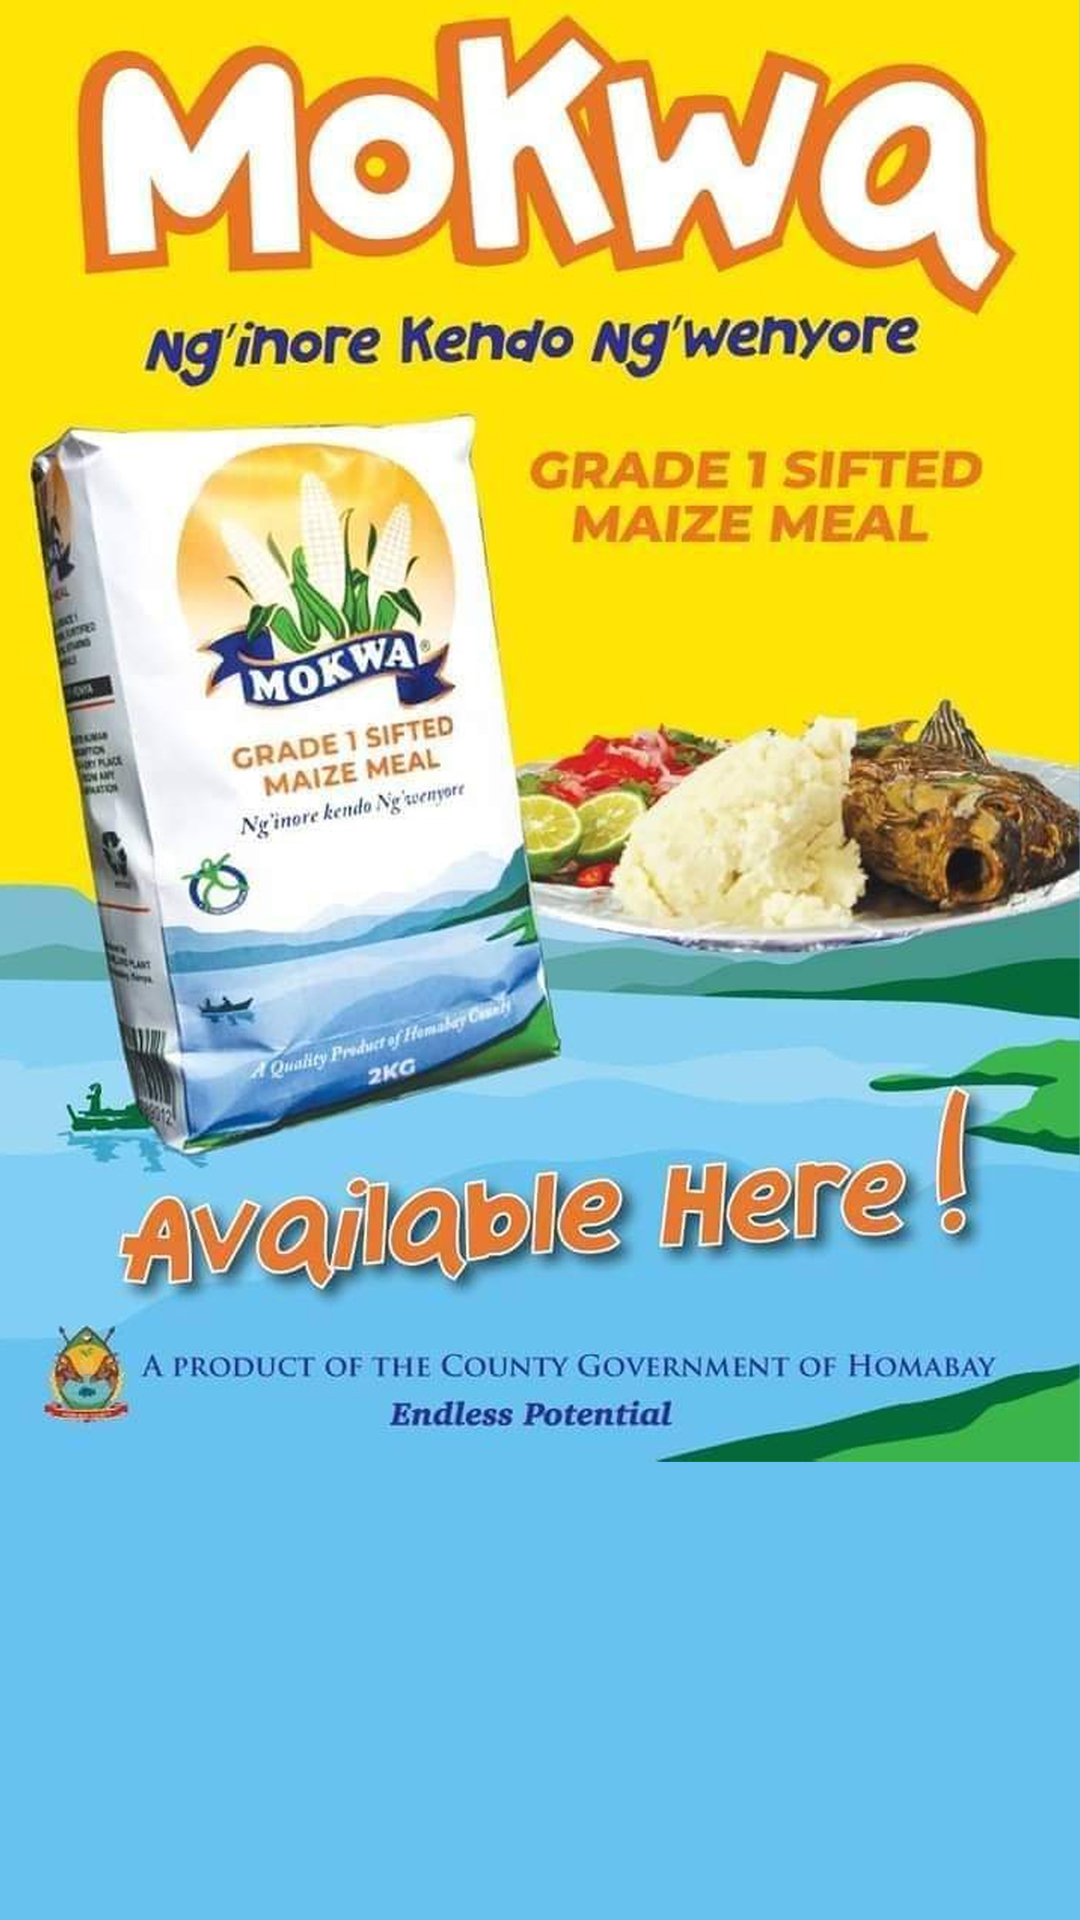 MoKwa
Ng'inore Kendo Ng'wenyore
GRADE 1 SIFTED
MAIZE MEAL
MOKWA®
GRADE 1 SIFTED
MAIZE MEAL
Ng'inore kendo Ng'wenyore
A Quality Product of Homabay County
2KG
Available Here!
A PRODUCT OF THE COUNTY GOVERNMENT OF HOMABAY
Endless Potential